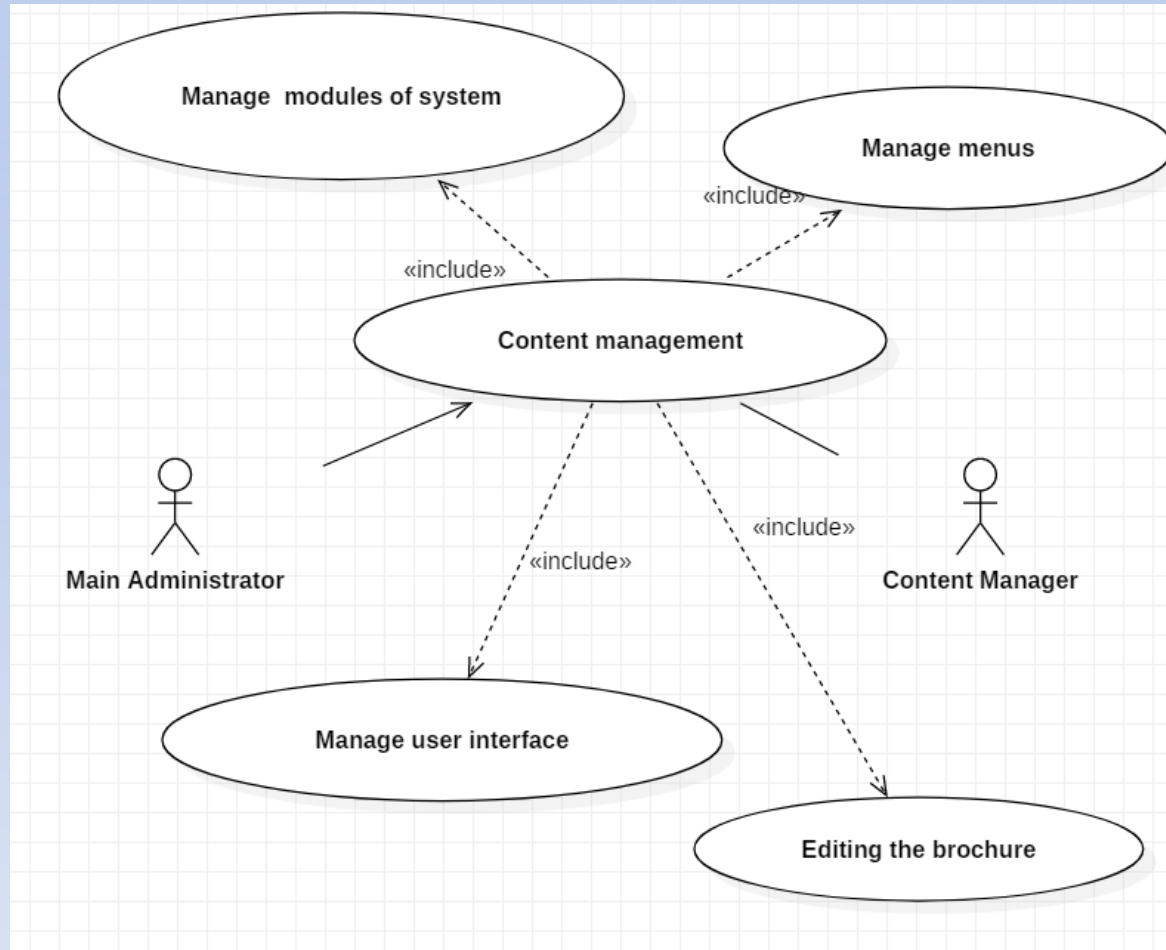 Manage  modules of system
Manage menus
«include»
«include»
Content management
Main Administrator
Content Manager
«include»
«include»
Manage user interface
Editing the brochure